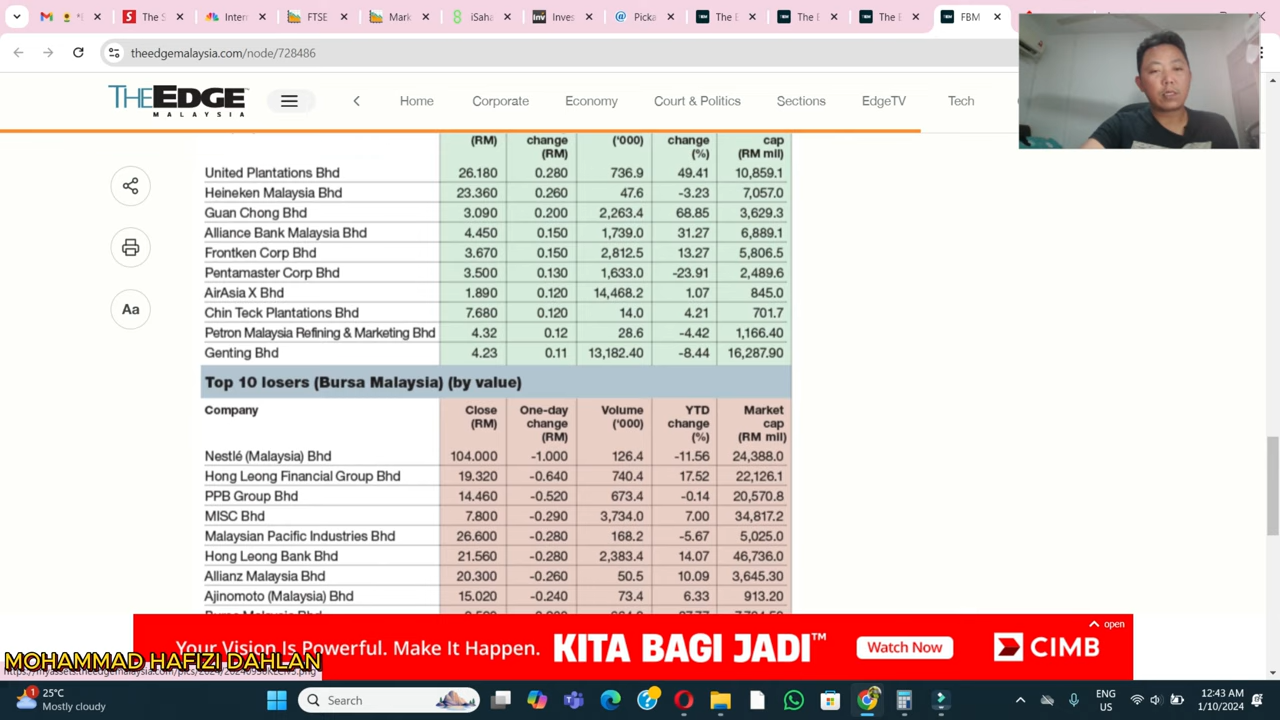 The S
Inter
FTSE
Mark
iSaha
Inves
Picka
The E
The E
The E
FBM
theedgemalaysia.com/node/728486
THE EDGE
MALAYSIA
Home Corporate Economy Court & Politics Sections EdgeTV Tech
(RM) change (RM) ('000) change (%) cap (RM mil)
United Plantations Bhd 26.180 0.280 736.9 49.41 10,859.1
Heineken Malaysia Bhd 23.360 0.260 47.6 -3.23 7,057.0
Guan Chong Bhd 3.090 0.200 2,263.4 68.85 3,629.3
Alliance Bank Malaysia Bhd 4.450 0.150 1,739.0 31.27 6,889.1
Frontken Corp Bhd 3.670 0.150 2,812.5 13.27 5,806.5
Pentamaster Corp Bhd 3.500 0.130 1,633.0 -23.91 2,489.6
AirAsia X Bhd 1.890 0.120 14,468.2 1.07 845.0
Chin Teck Plantations Bhd 7.680 0.120 14.0 4.21 701.7
Petron Malaysia Refining & Marketing Bhd 4.32 0.12 28.6 -4.42 1,166.40
Genting Bhd 4.23 0.11 13,182.40 -8.44 16,287.90
Top 10 losers (Bursa Malaysia) (by value)
Company Close (RM) One-day change (RM) Volume ('000) YTD change (%) Market cap (RM mil)
Nestlé (Malaysia) Bhd 104.000 -1.000 126.4 -11.56 24,388.0
Hong Leong Financial Group Bhd 19.320 -0.640 740.4 17.52 22,126.1
PPB Group Bhd 14.460 -0.520 673.4 -0.14 20,570.8
MISC Bhd 7.800 -0.290 3,734.0 7.00 34,817.2
Malaysian Pacific Industries Bhd 26.600 -0.280 168.2 -5.67 5,025.0
Hong Leong Bank Bhd 21.560 -0.280 2,383.4 14.07 46,736.0
Allianz Malaysia Bhd 20.300 -0.260 50.5 10.09 3,645.30
Ajinomoto (Malaysia) Bhd 15.020 -0.240 73.4 6.33 913.20
Aa
open
Your Vision Is Powerful. Make It Happen. KITA BAGI JADI™ Watch Now CIMB
MOHAMMAD HAFIZI DAHLAN
25°C
Mostly cloudy
1
Search
ENG
US
12:43 AM
1/10/2024